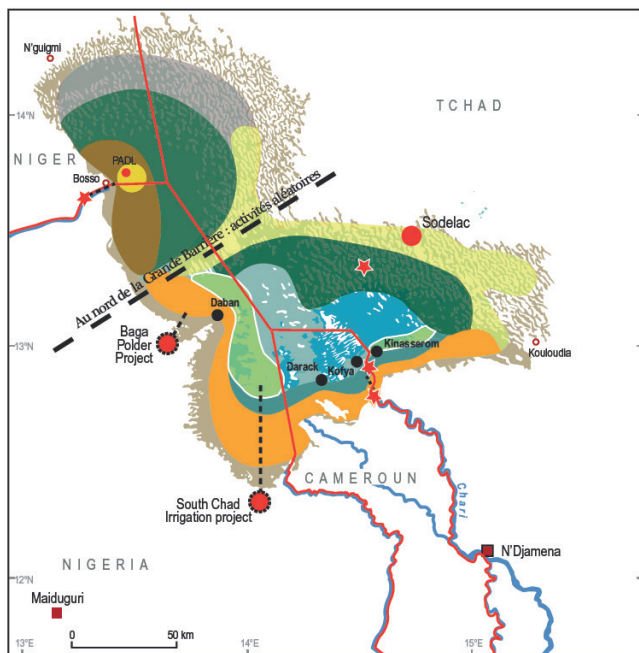 N'guigmi
TCHAD
14°N
NIGER
PADL
Bosso
Au nord de la Grande Barrière : activités aléatoires
Sodelac
Daban
Baga
Polder
Project
13°N
Kinasserom
Kouloudia
Darack
Kofya
CAMEROUN
Chari
South Chad
Irrigation project
N'Djamena
NIGERIA
12°N
Maiduguri
0
50 km
13°E
14°E
15°E